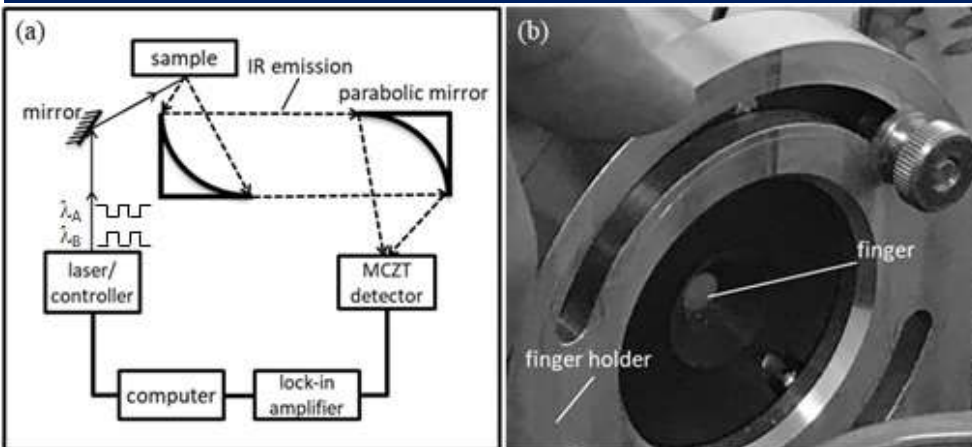 (a)
sample
IR emission
parabolic mirror
mirror
λA
λB
laser/
controller
MCZT
detector
computer
lock-in
amplifier
(b)
finger
finger holder